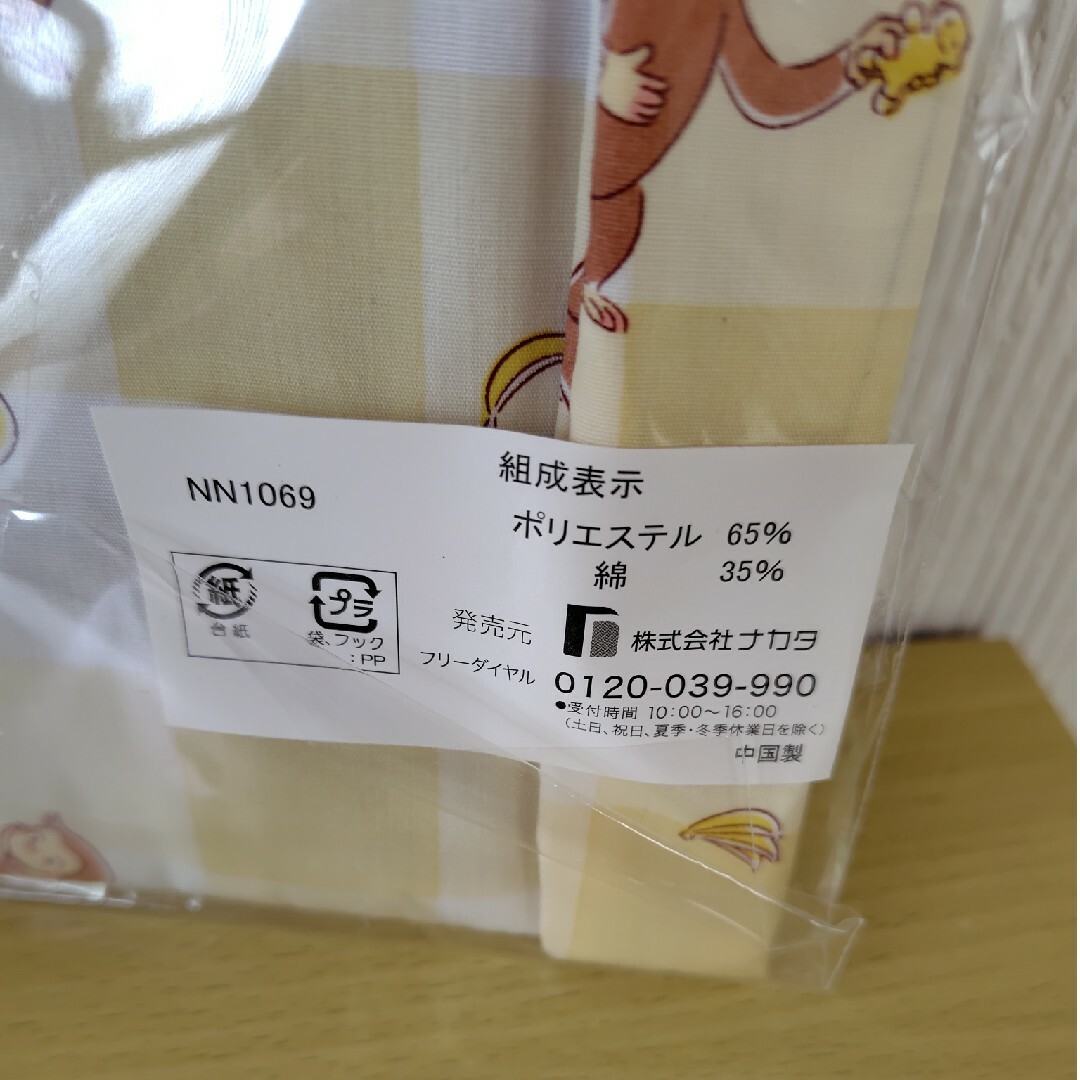 NN1069
組成表示
ポリエステル 65%
綿 35%
紙
台紙
プラ
袋、フック
:PP
発売元 株式会社ナカタ
フリーダイヤル 0120-039-990
●受付時間 10:00~16:00
(土日、祝日、夏季・冬季休業日を除く)
中国製